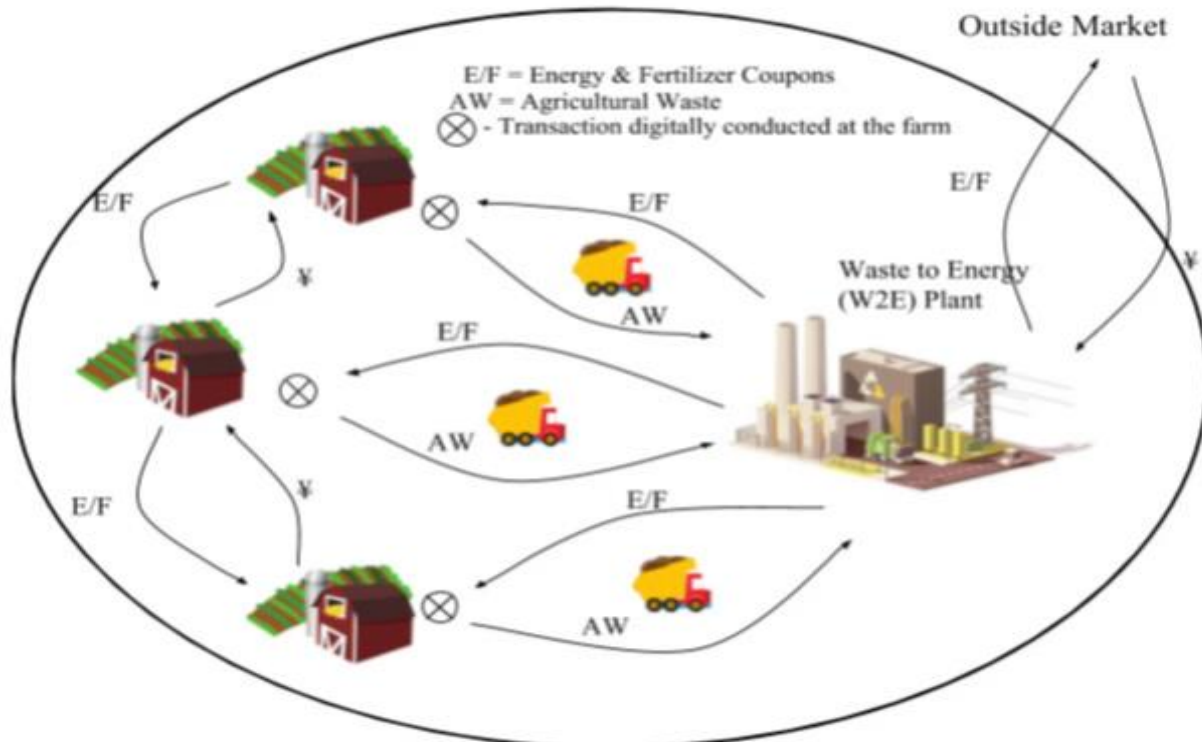 Outside Market
E/F = Energy & Fertilizer Coupons
AW = Agricultural Waste
- Transaction digitally conducted at the farm
E/F
E/F
E/F
¥
¥
Waste to Energy
(W2E) Plant
AW
E/F
AW
E/F
¥
E/F
AW